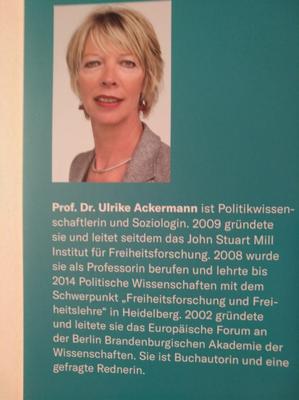 Prof. Dr. Ulrike Ackermann ist Politikwissen-
schaftlerin und Soziologin. 2009 gründete
sie und leitet seitdem das John Stuart Mill
Institut für Freiheitsforschung. 2008 wurde
sie als Professorin berufen und lehrte bis
2014 Politische Wissenschaften mit dem
Schwerpunkt „Freiheitsforschung und Frei-
heitslehre“ in Heidelberg. 2002 gründete
und leitete sie das Europäische Forum an
der Berlin Brandenburgischen Akademie der
Wissenschaften. Sie ist Buchautorin und eine
gefragte Rednerin.